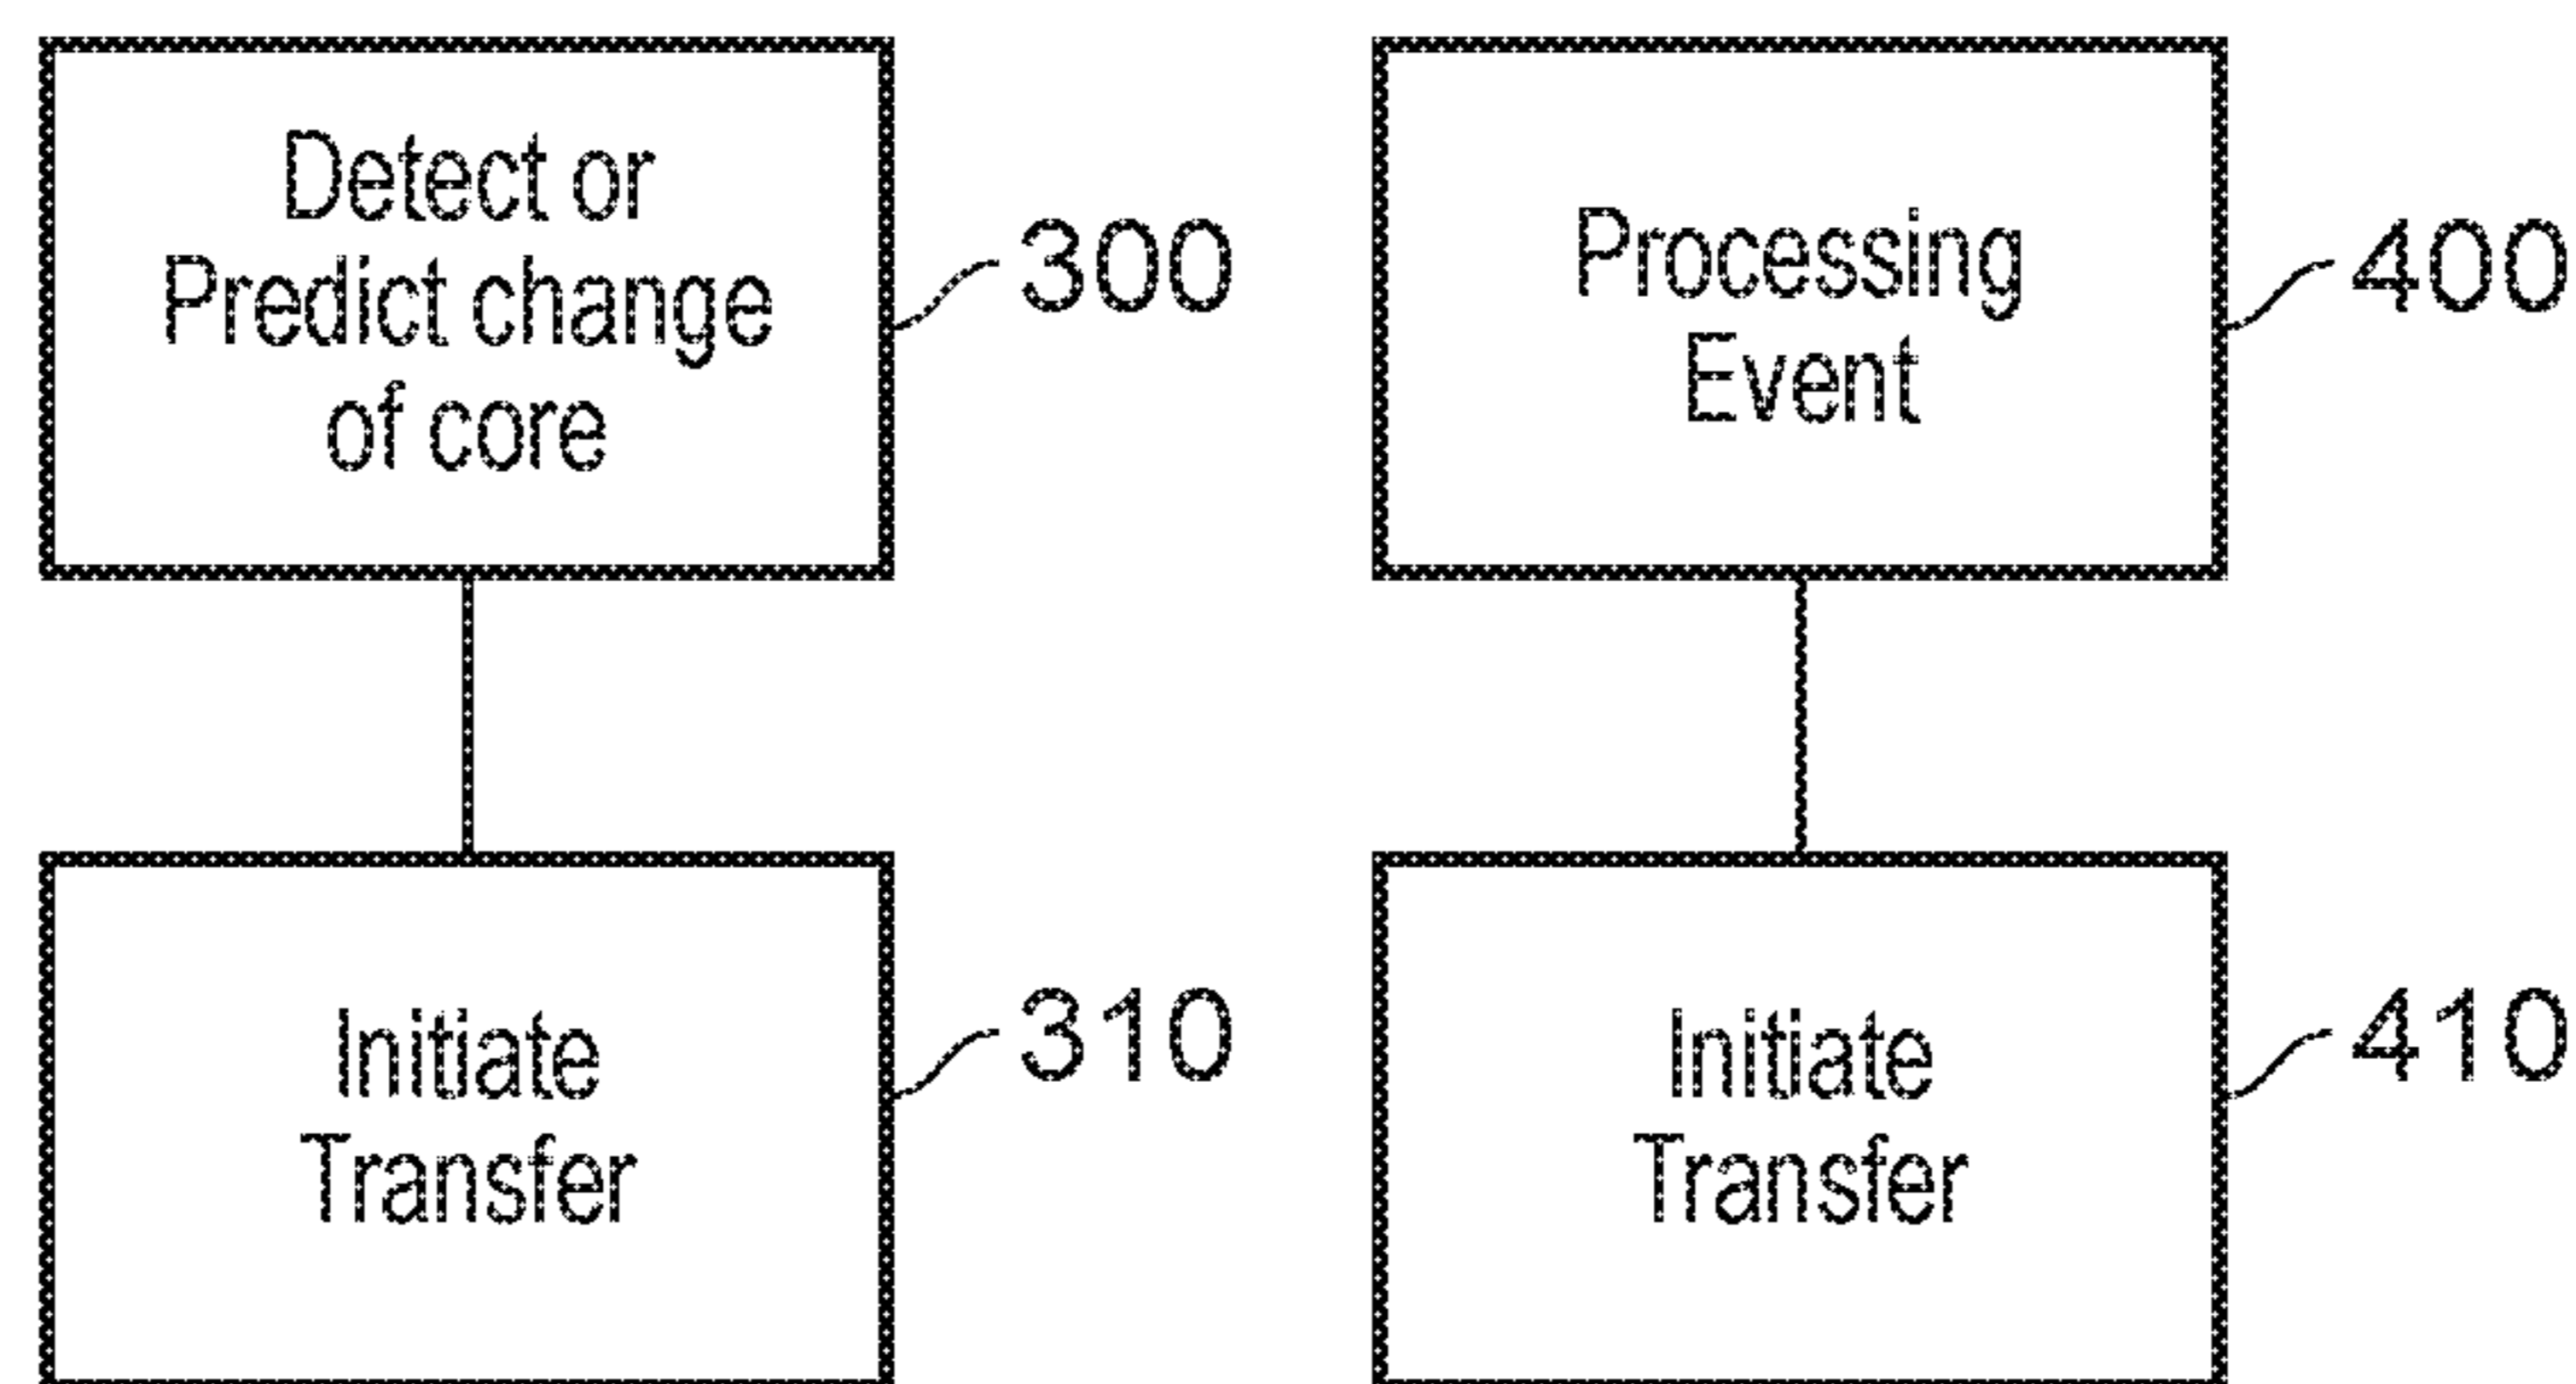 Detect or
Predict change
of core
300
Initiate
Transfer
310
Processing
Event
400
Initiate
Transfer
410